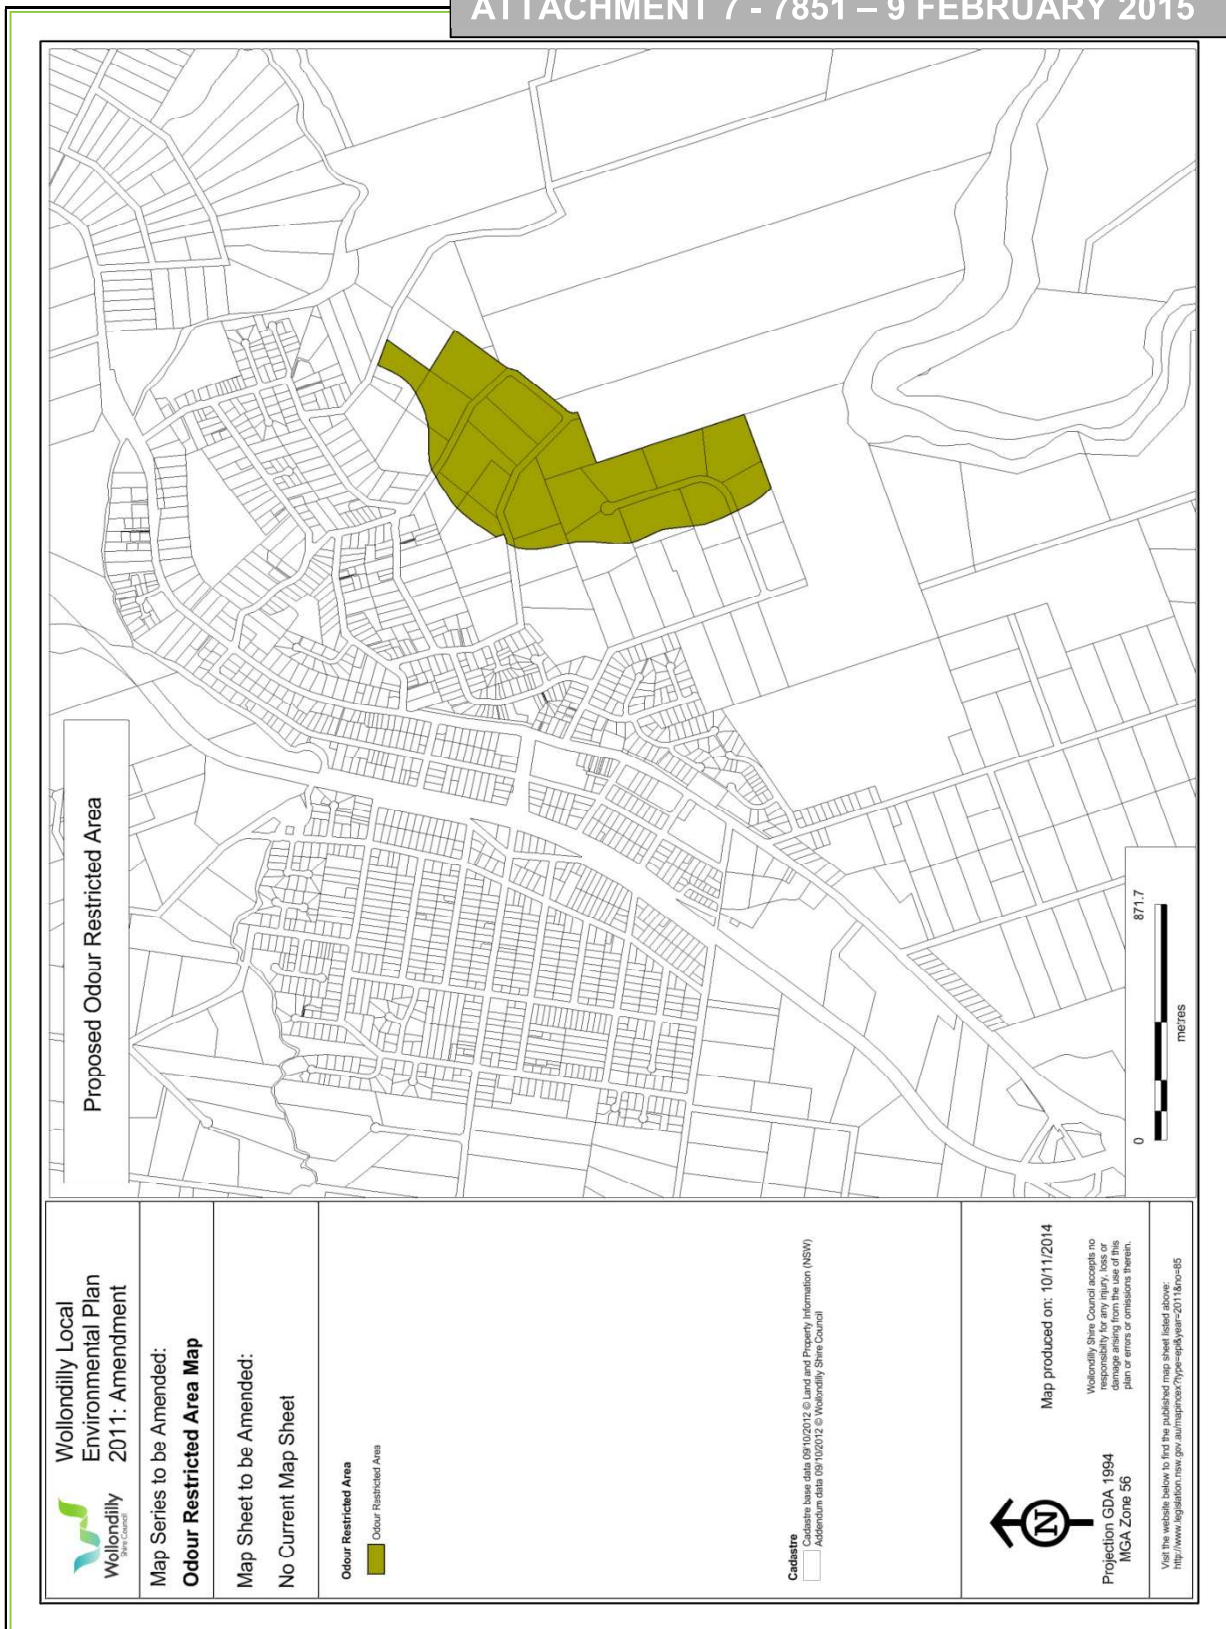 ATTACHMENT 7 - 7851 – 9 FEBRUARY 2015
Proposed Odour Restricted Area
0
871.7
metres
Wollondilly
Shire Council
Wollondilly Local
Environmental Plan
2011: Amendment
Map Series to be Amended:
Odour Restricted Area Map
Map Sheet to be Amended:
No Current Map Sheet
Odour Restricted Area
Odour Restricted Area
Cadastre
Cadastre base data 09/10/2012 © Land and Property Information (NSW)
Addendum data 09/10/2012 © Wollondilly Shire Council
N
Map produced on: 10/11/2014
Projection GDA 1994
MGA Zone 56
Wollondilly Shire Council accepts no
responsibilty for any injury, loss or
damage arising from the use of this
plan or errors or omissions therein.
Visit the website below to find the published map sheet listed above:
http://www.legislation.nsw.gov.au/mapindex?type=epi&year=2011&no=85